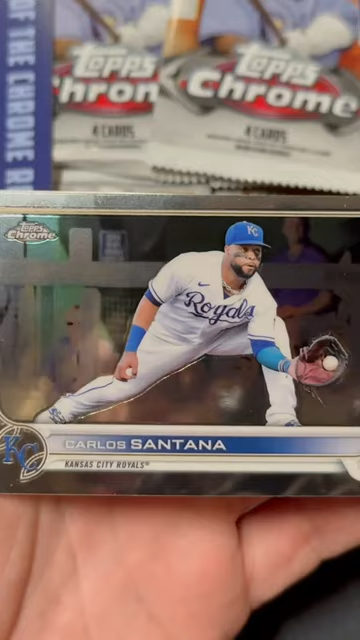 OF THE CHROME R
Topps
Chrom
4 CARDS
Topps
Chrome
4 CARDS
Topps
Chrome
KC
Royals
KC
CARLOS SANTANA
KANSAS CITY ROYALS®